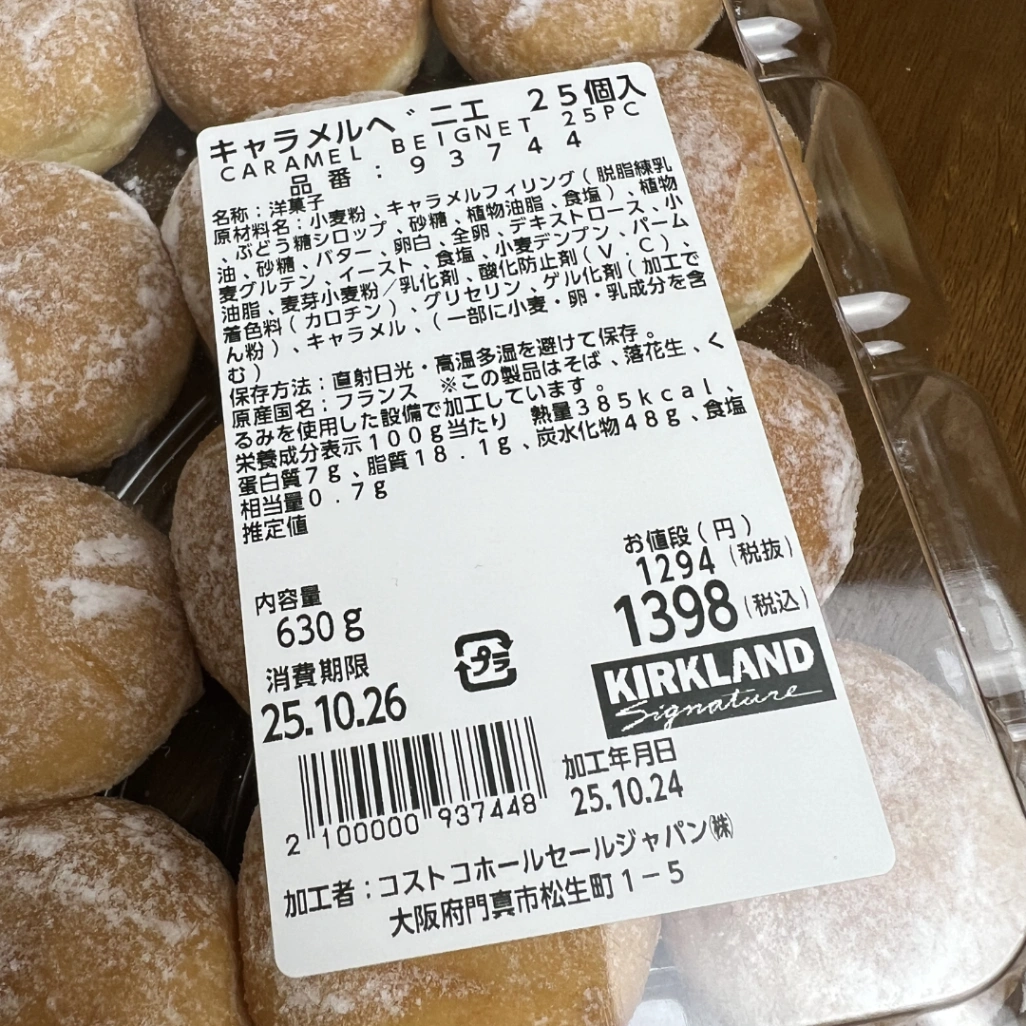 キャラメルベニエ 25個入
CARAMEL BEIGNET 25PC
品番:93744
名称:洋菓子
原材料名:小麦粉、キャラメルフィリング(脱脂練乳
、ぶどう糖シロップ、砂糖、植物油脂、食塩)、植物
油、砂糖、バター、卵白、全卵、デキストロース、小
麦グルテン、イースト、食塩、小麦デンプン、パーム
油脂、麦芽小麦粉/乳化剤、酸化防止剤(V.C)、
着色料(カロチン)、グリセリン、ゲル化剤(加工で
ん粉)、キャラメル、(一部に小麦・卵・乳成分を含
む)
保存方法:直射日光・高温多湿を避けて保存。
原産国名:フランス ※この製品はそば、落花生、く
るみを使用した設備で加工しています。
栄養成分表示100g当たり 熱量385kcal、
蛋白質7g、脂質18.1g、炭水化物48g、食塩
相当量0.7g
推定値
お値段(円)
1294(税抜)
1398(税込)
内容量
630g
プラ
消費期限
25.10.26
KIRKLAND
Signature
加工年月日
25.10.24
2 100000 937448
加工者:コストコホールセールジャパン㈱
大阪府門真市松生町1-5